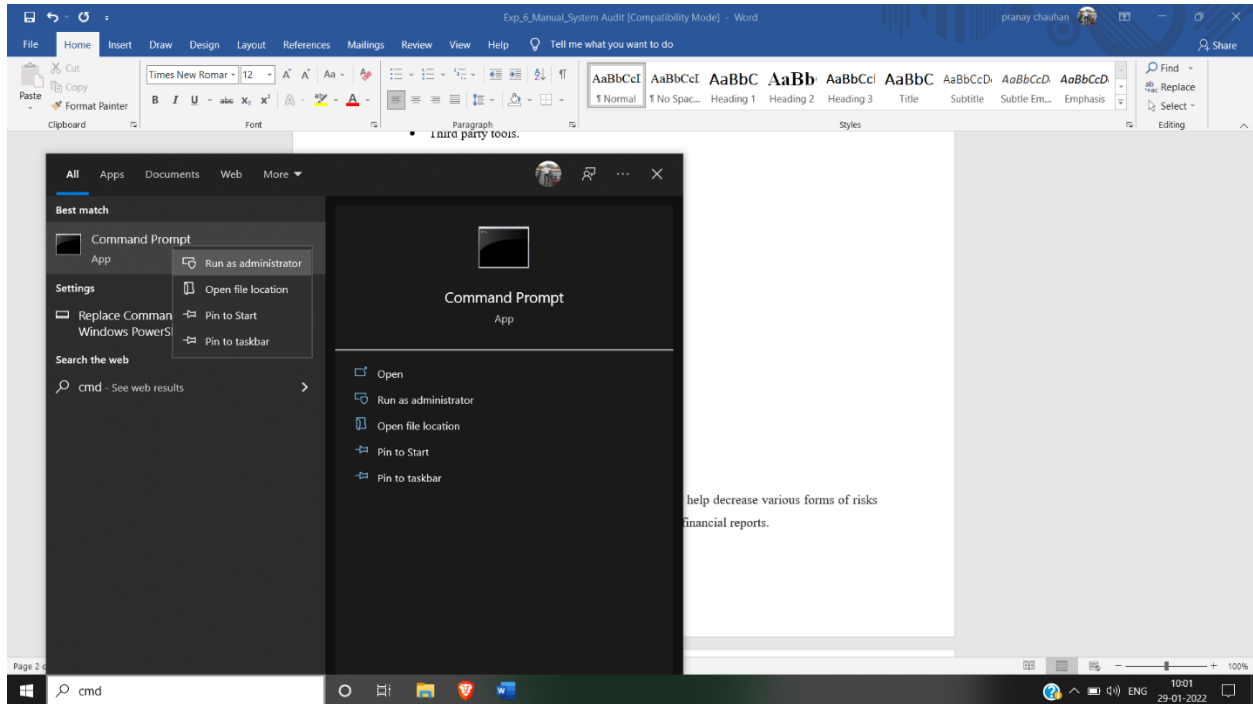 Exp_6_Manual_System Audit [Compatibility Mode] - Word
pranay chauhan
File Home Insert Draw Design Layout References Mailings Review View Help Tell me what you want to do
Share
Paste
Cut
Copy
Format Painter
Clipboard
Times New Romar 12
Aa
B I U abc X₂ X²
A
Font
Paragraph
AaBbCcI AaBbCcI AaBbC AaBb AaBbCcI AaBbC AaBbCcD AaBbCcD AaBbCcD
¶ Normal ¶ No Spac... Heading 1 Heading 2 Heading 3 Title Subtitle Subtle Em... Emphasis
Styles
Find
Replace
Select
Editing
Third party tools.
All Apps Documents Web More
Best match
Command Prompt
App
Run as administrator
Open file location
Pin to Start
Pin to taskbar
Settings
Replace Comman
Windows PowerS
Search the web
cmd - See web results
Command Prompt
App
Open
Run as administrator
Open file location
Pin to Start
Pin to taskbar
help decrease various forms of risks
financial reports.
Page 2
100%
cmd
ENG
10:01
29-01-2022